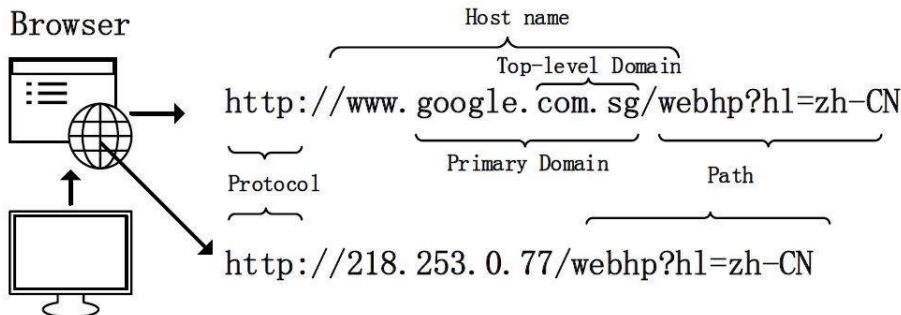 Browser
Host name
Top-level Domain
http://www.google.com.sg/webhp?hl=zh-CN
Primary Domain
Path
Protocol
http://218.253.0.77/webhp?hl=zh-CN